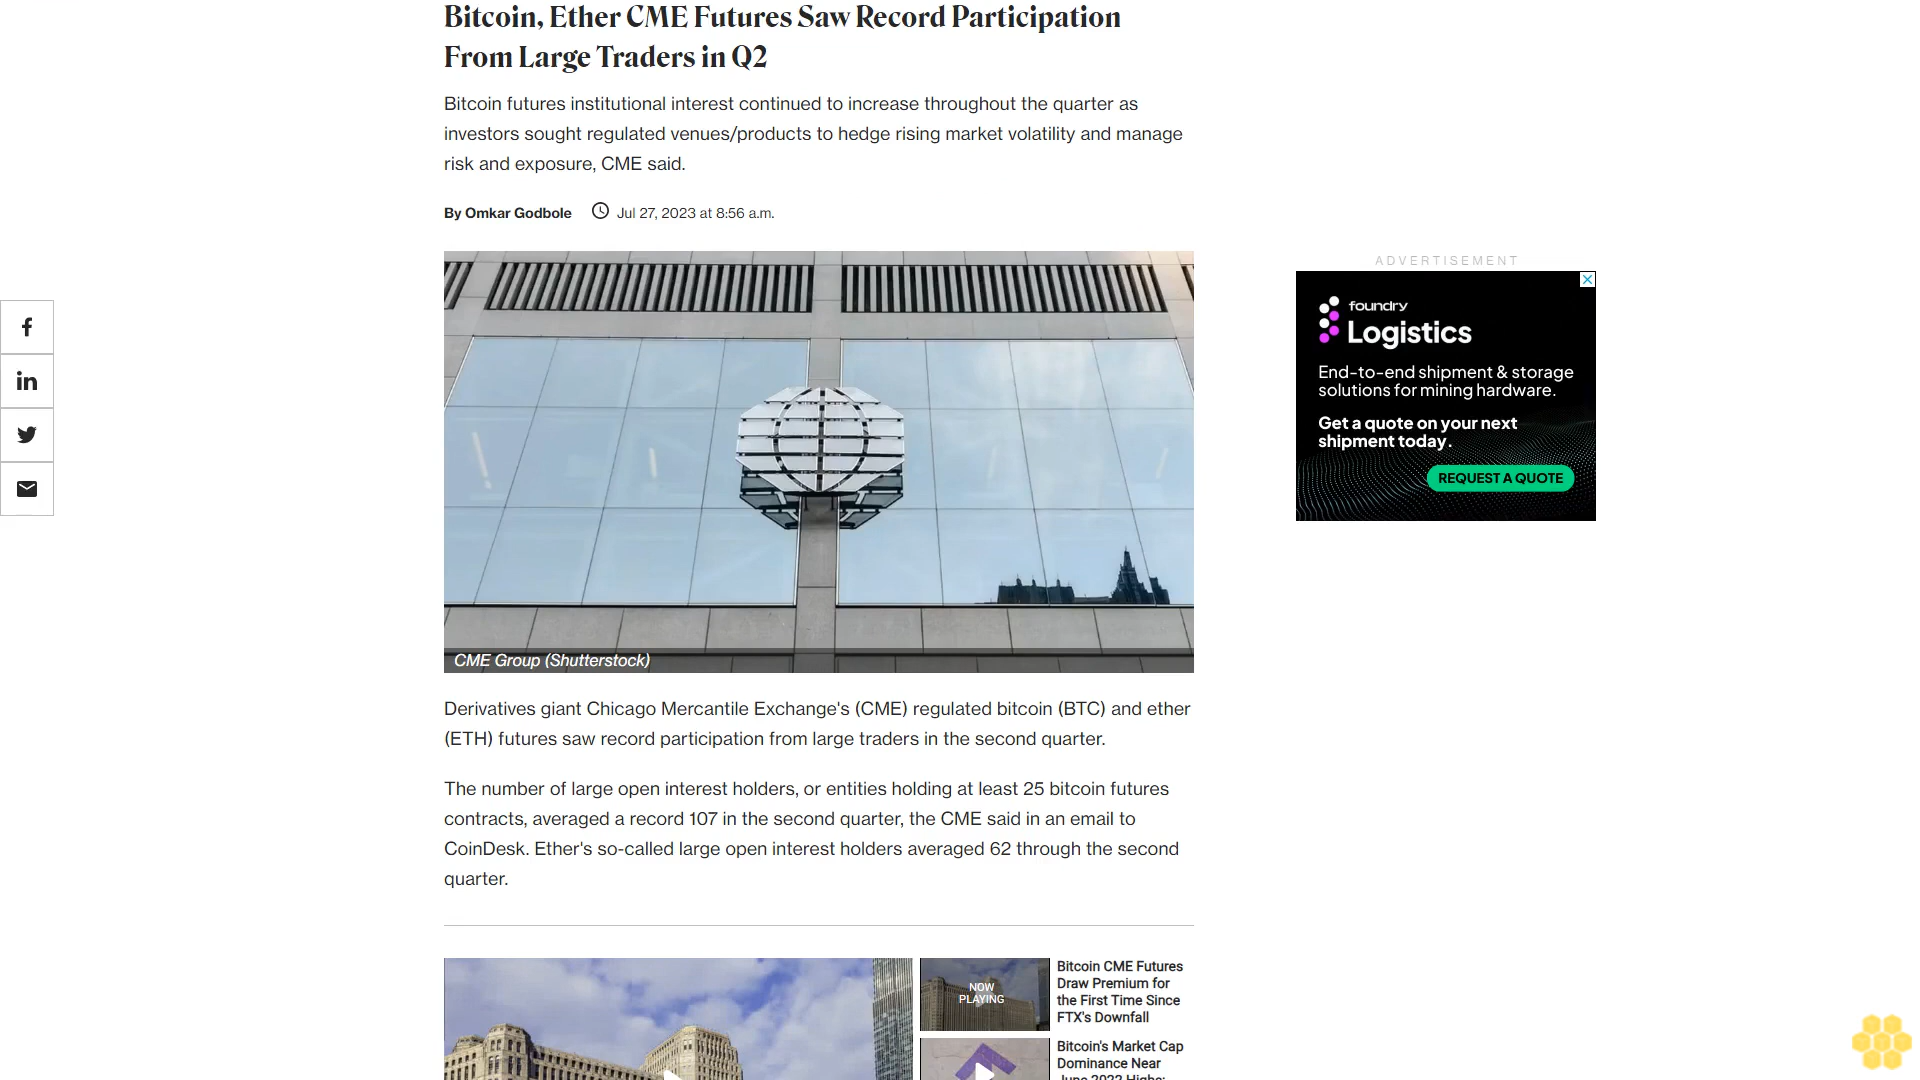 Bitcoin, Ether CME Futures Saw Record Participation
From Large Traders in Q2
Bitcoin futures institutional interest continued to increase throughout the quarter as
investors sought regulated venues/products to hedge rising market volatility and manage
risk and exposure, CME said.
By Omkar Godbole
Jul 27, 2023 at 8:56 a.m.
CME Group (Shutterstock)
Derivatives giant Chicago Mercantile Exchange's (CME) regulated bitcoin (BTC) and ether
(ETH) futures saw record participation from large traders in the second quarter.
The number of large open interest holders, or entities holding at least 25 bitcoin futures
contracts, averaged a record 107 in the second quarter, the CME said in an email to
CoinDesk. Ether's so-called large open interest holders averaged 62 through the second
quarter.
NOW
PLAYING
Bitcoin CME Futures
Draw Premium for
the First Time Since
FTX's Downfall
Bitcoin's Market Cap
Dominance Near
June 2022 Highs:
ADVERTISEMENT
foundry
Logistics
End-to-end shipment & storage
solutions for mining hardware.
Get a quote on your next
shipment today.
REQUEST A QUOTE